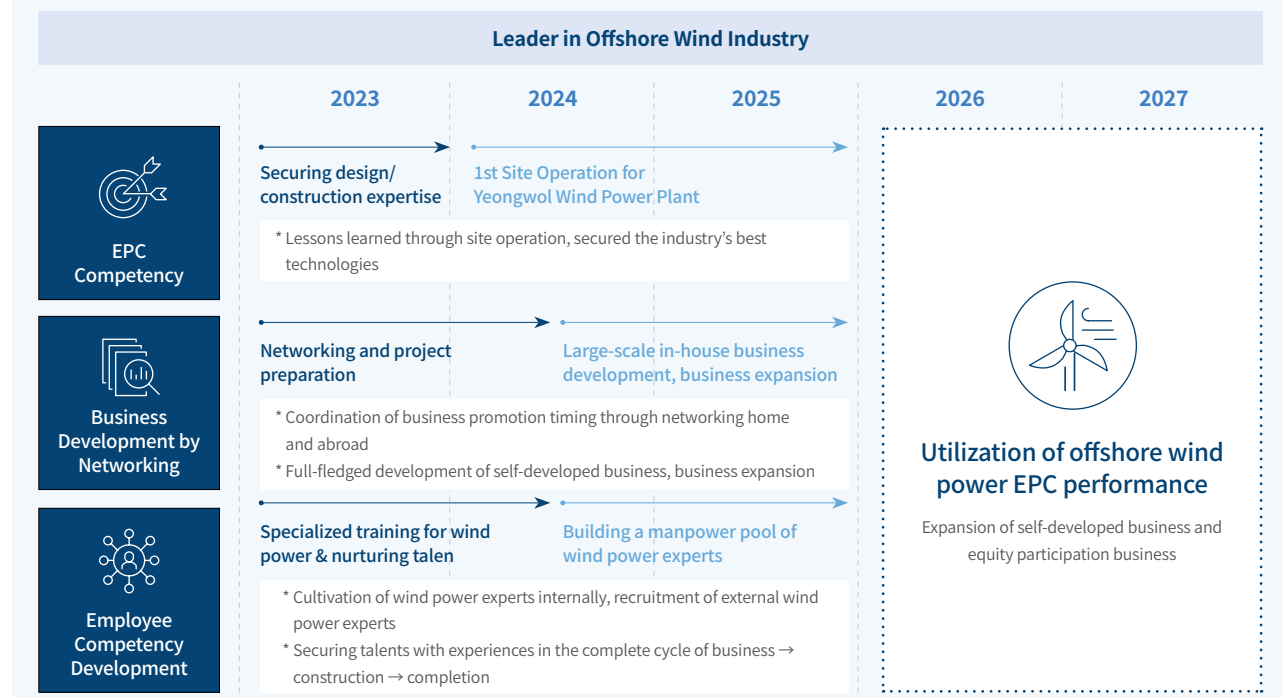 Leader in Offshore Wind Industry
2023
2024
2025
2026
2027
EPC
Competency
Securing design/
construction expertise
1st Site Operation for
Yeongwol Wind Power Plant
* Lessons learned through site operation, secured the industry's best
technologies
Business
Development by
Networking
Networking and project
preparation
Large-scale in-house business
development, business expansion
* Coordination of business promotion timing through networking home
and abroad
* Full-fledged development of self-developed business, business expansion
Employee
Competency
Development
Specialized training for wind
power & nurturing talen
Building a manpower pool of
wind power experts
* Cultivation of wind power experts internally, recruitment of external wind
power experts
* Securing talents with experiences in the complete cycle of business →
construction → completion
Utilization of offshore wind
power EPC performance
Expansion of self-developed business and
equity participation business